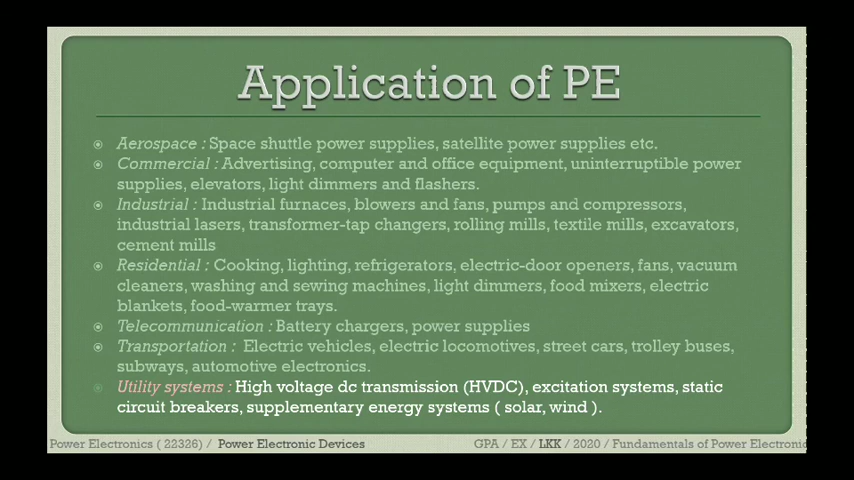 Application of PE
Aerospace : Space shuttle power supplies, satellite power supplies etc.
Commercial : Advertising, computer and office equipment, uninterruptible power
supplies, elevators, light dimmers and flashers.
Industrial : Industrial furnaces, blowers and fans, pumps and compressors,
industrial lasers, transformer-tap changers, rolling mills, textile mills, excavators,
cement mills
Residential : Cooking, lighting, refrigerators, electric-door openers, fans, vacuum
cleaners, washing and sewing machines, light dimmers, food mixers, electric
blankets, food-warmer trays.
Telecommunication : Battery chargers, power supplies
Transportation : Electric vehicles, electric locomotives, street cars, trolley buses,
subways, automotive electronics.
Utility systems : High voltage dc transmission (HVDC), excitation systems, static
circuit breakers, supplementary energy systems ( solar, wind ).
Power Electronics ( 22326) / Power Electronic Devices
GPA / EX / LKK / 2020 / Fundamentals of Power Electronic